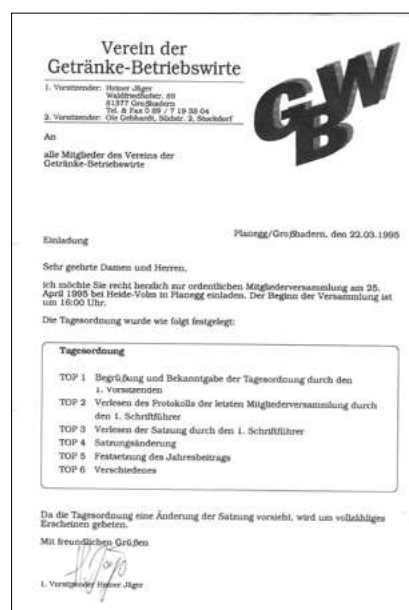 Verein der
Getränke-Betriebswirte
1. Vorsitzender: Heiner Jäger
Waldfriedhofstr. 89
81377 Großhadern
Tel. & Fax 0 89 / 7 19 38 04
2. Vorsitzender: Ole Gebhardt, Südstr. 2, Stockdorf
GBW
An
alle Mitglieder des Vereins der
Getränke-Betriebswirte
Planegg/Großhadern, den 22.03.1995
Einladung
Sehr geehrte Damen und Herren,
ich möchte Sie recht herzlich zur ordentlichen Mitgliederversammlung am 25.
April 1995 bei Heide-Volm in Planegg einladen. Der Beginn der Versammlung ist
um 16:00 Uhr.
Die Tagesordnung wurde wie folgt festgelegt:
Tagesordnung
TOP 1 Begrüßung und Bekanntgabe der Tagesordnung durch den
1. Vorsitzenden
TOP 2 Verlesen des Protokolls der letzten Mitgliederversammlung durch
den 1. Schriftführer
TOP 3 Verlesen der Satzung durch den 1. Schriftführer
TOP 4 Satzungsänderung
TOP 5 Festsetzung des Jahresbeitrags
TOP 6 Verschiedenes
Da die Tagesordnung eine Änderung der Satzung vorsieht, wird um vollzähliges
Erscheinen gebeten.
Mit freundlichen Grüßen
1. Vorsitzender Heiner Jäger